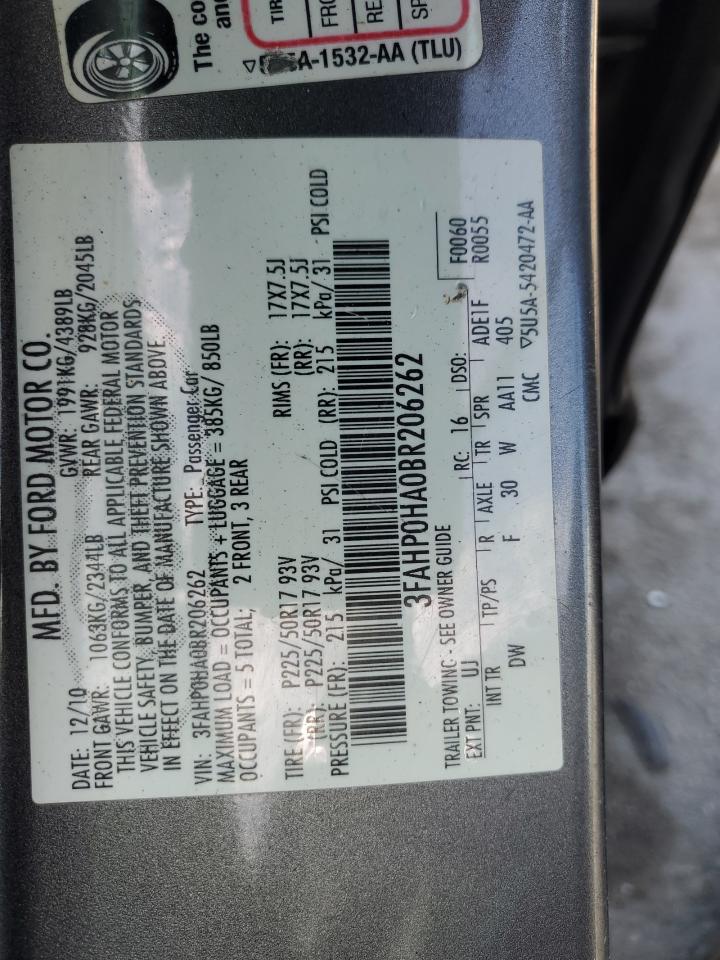 The co
and
TIR
FRO
RE
SP
A-1532-AA (TLU)
MFD. BY FORD MOTOR CO.
DATE: 12/10 GVWR: 1991KG/4389LB
FRONT GAWR: 1063KG/2344LB REAR GAWR: 928KG/2045LB
THIS VEHICLE CONFORMS TO ALL APPLICABLE FEDERAL MOTOR
VEHICLE SAFETY, BUMPER, AND THEFT PREVENTION STANDARDS
IN EFFECT ON THE DATE OF MANUFACTURE SHOWN ABOVE.
VIN: 3FAHP0HA0BR206262 TYPE: Passenger Car
MAXIMUM LOAD = OCCUPANTS + LUGGAGE = 385KG/ 850LB
OCCUPANTS = 5 TOTAL; 2 FRONT, 3 REAR
TIRE (FR): P225/50R17 93V RIMS (FR): 17X7.5J
(RR): P225/50R17 93V (RR): 17X7.5J
PRESSURE (FR): 215 kPa/ 31 PSI COLD (RR): 215 kPa/ 31 PSI COLD
3FAHP0HA0BR206262
TRAILER TOWING - SEE OWNER GUIDE F0060
EXT PNT: UJ RC: 16 DSO: R0055
INT TR TP/PS R AXLE TR SPR ADE1F
DW F 30 W AA11 405
CMC ▽5U5A-5420472-AA